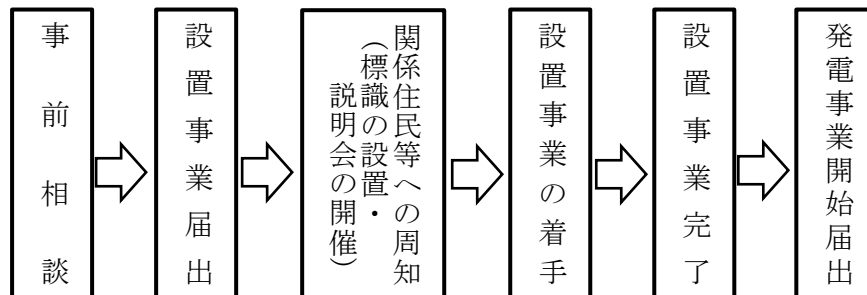 事前相談
設置事業届出
関係住民等への周知
（標識の設置・
説明会の開催）
設置事業の着手
設置事業完了
発電事業開始届出